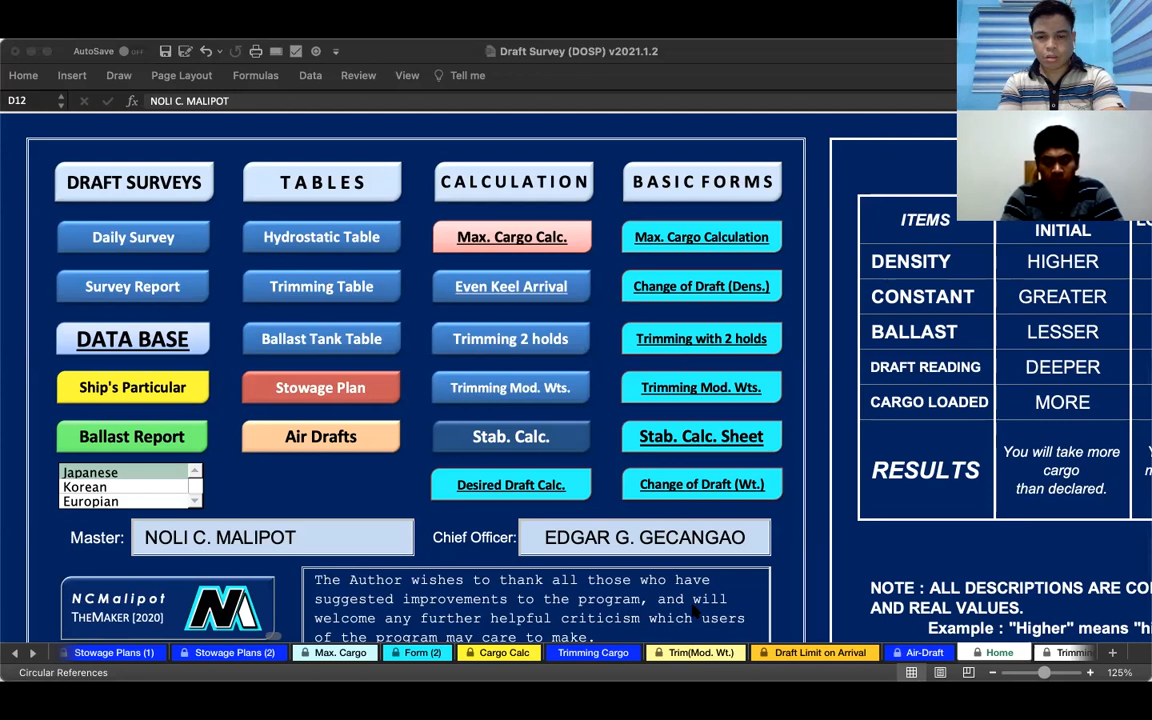 AutoSave OFF
Draft Survey (DOSP) v2021.1.2
Home Insert Draw Page Layout Formulas Data Review View Tell me
D12 fx NOLI C. MALIPOT
DRAFT SURVEYS TABLES CALCULATION BASIC FORMS
Daily Survey Hydrostatic Table Max. Cargo Calc. Max. Cargo Calculation
Survey Report Trimming Table Even Keel Arrival Change of Draft (Dens.)
DATA BASE Ballast Tank Table Trimming 2 holds Trimming with 2 holds
Ship's Particular Stowage Plan Trimming Mod. Wts. Trimming Mod. Wts.
Ballast Report Air Drafts Stab. Calc. Stab. Calc. Sheet
Japanese
Korean
Europian
Desired Draft Calc. Change of Draft (Wt.)
Master: NOLI C. MALIPOT Chief Officer: EDGAR G. GECANGAO
NCMalipot
THEMAKER [2020]
The Author wishes to thank all those who have
suggested improvements to the program, and will
welcome any further helpful criticism which users
of the program may care to make.
ITEMS INITIAL
DENSITY HIGHER
CONSTANT GREATER
BALLAST LESSER
DRAFT READING DEEPER
CARGO LOADED MORE
RESULTS
You will take more
cargo
than declared.
NOTE : ALL DESCRIPTIONS ARE CO
AND REAL VALUES.
Example : "Higher" means "hi
Stowage Plans (1) Stowage Plans (2) Max. Cargo Form (2) Cargo Calc Trimming Cargo Trim(Mod. Wt.) Draft Limit on Arrival Air-Draft Home Trimmin
Circular References 125%